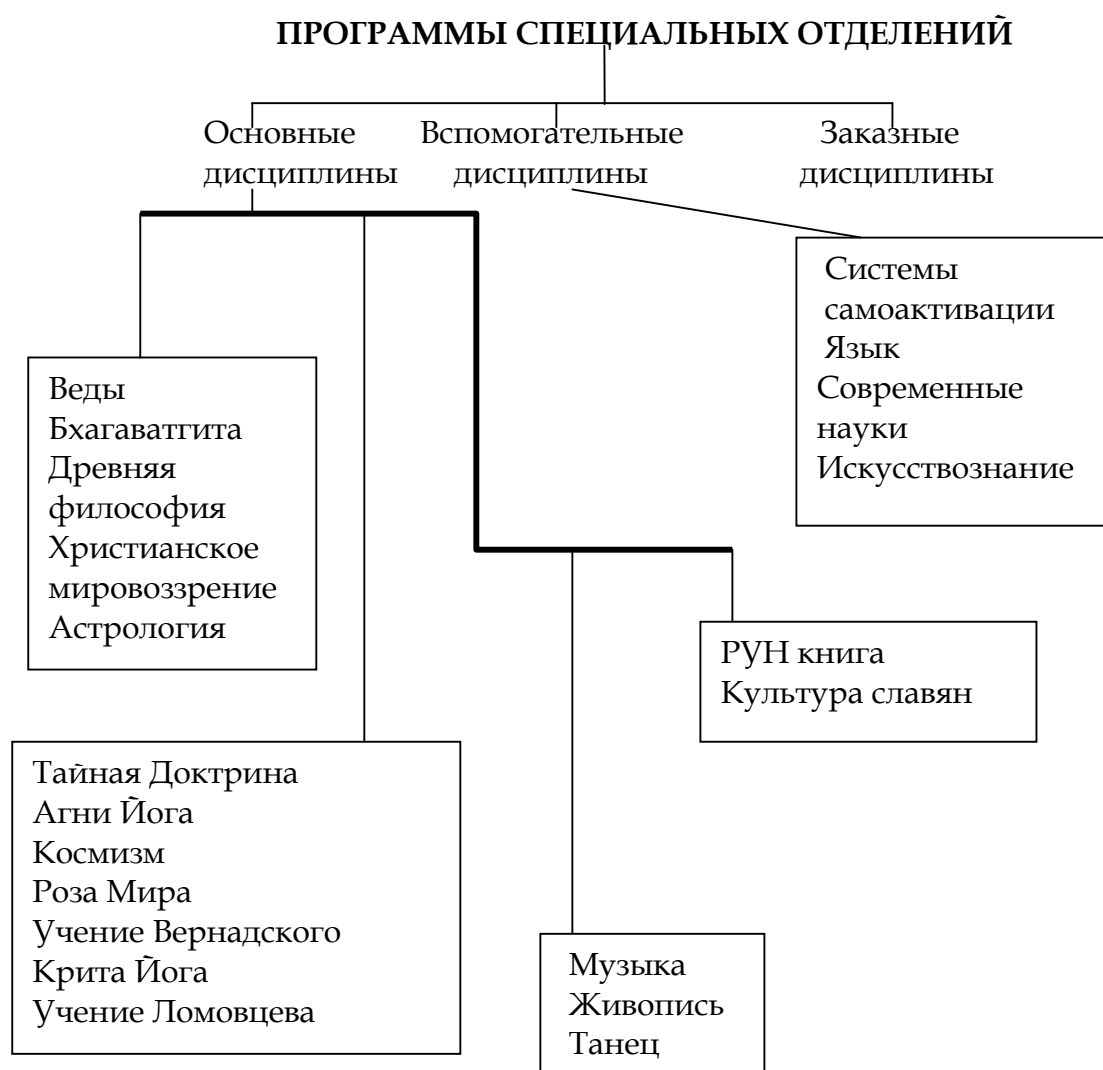 ПРОГРАММЫ СПЕЦИАЛЬНЫХ ОТДЕЛЕНИЙ
Основные
дисциплины
Вспомогательные
дисциплины
Заказные
дисциплины
Системы
самоактивации
Язык
Современные
науки
Искусствознание
Веды
Бхагаватгита
Древняя
философия
Христианское
мировоззрение
Астрология
РУН книга
Культура славян
Тайная Доктрина
Агни Йога
Космизм
Роза Мира
Учение Вернадского
Крита Йога
Учение Ломовцева
Музыка
Живопись
Танец